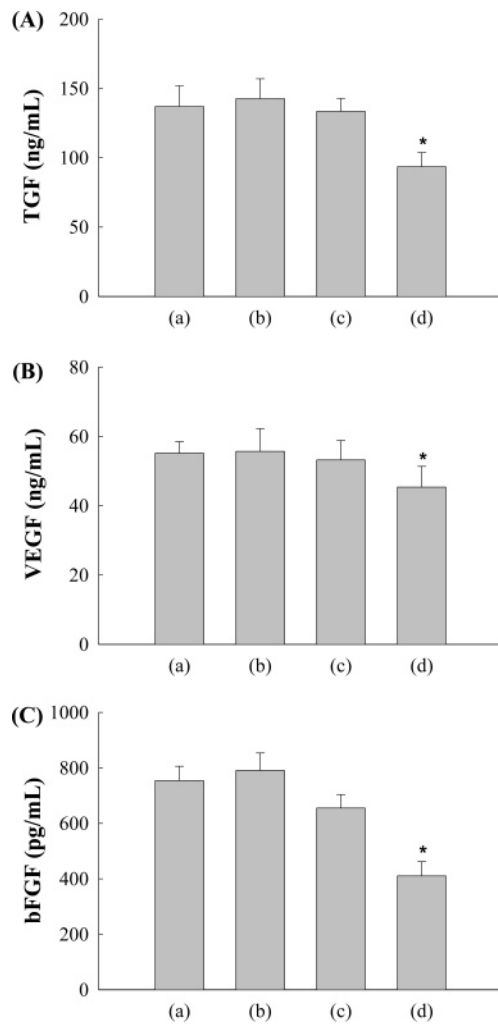 (A)
TGF (ng/mL)
200
150
100
50
0
*
(a) (b) (c) (d)
(B)
VEGF (ng/mL)
80
60
40
20
0
*
(a) (b) (c) (d)
(C)
bFGF (pg/mL)
1000
800
600
400
200
0
*
(a) (b) (c) (d)